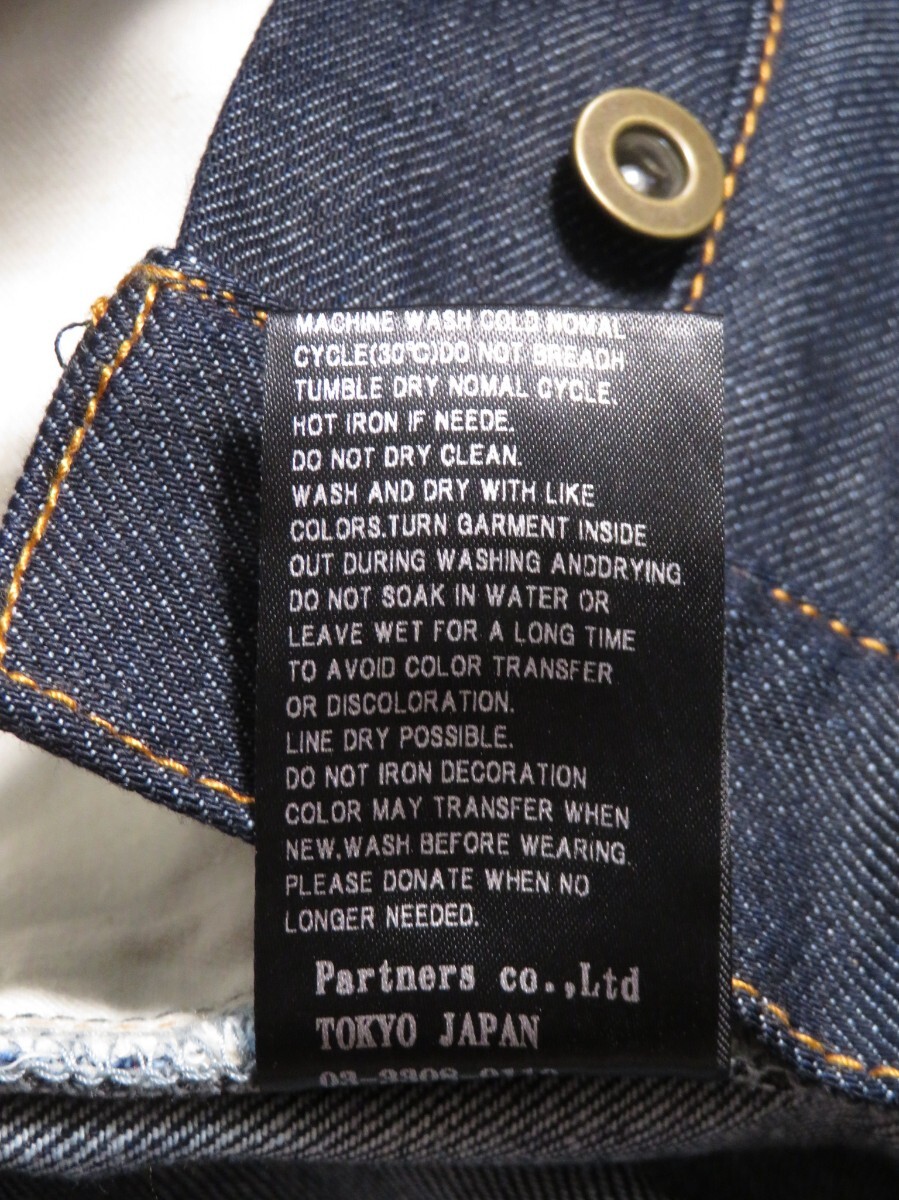 MACHINE WASH COLD NOMAL
CYCLE(30°C)DO NOT BREADH
TUMBLE DRY NOMAL CYCLE
HOT IRON IF NEEDE.
DO NOT DRY CLEAN.
WASH AND DRY WITH LIKE
COLORS.TURN GARMENT INSIDE
OUT DURING WASHING ANDDRYING
DO NOT SOAK IN WATER OR
LEAVE WET FOR A LONG TIME
TO AVOID COLOR TRANSFER
OR DISCOLORATION.
LINE DRY POSSIBLE.
DO NOT IRON DECORATION
COLOR MAY TRANSFER WHEN
NEW,WASH BEFORE WEARING.
PLEASE DONATE WHEN NO
LONGER NEEDED.
Partners co.,Ltd
TOKYO JAPAN